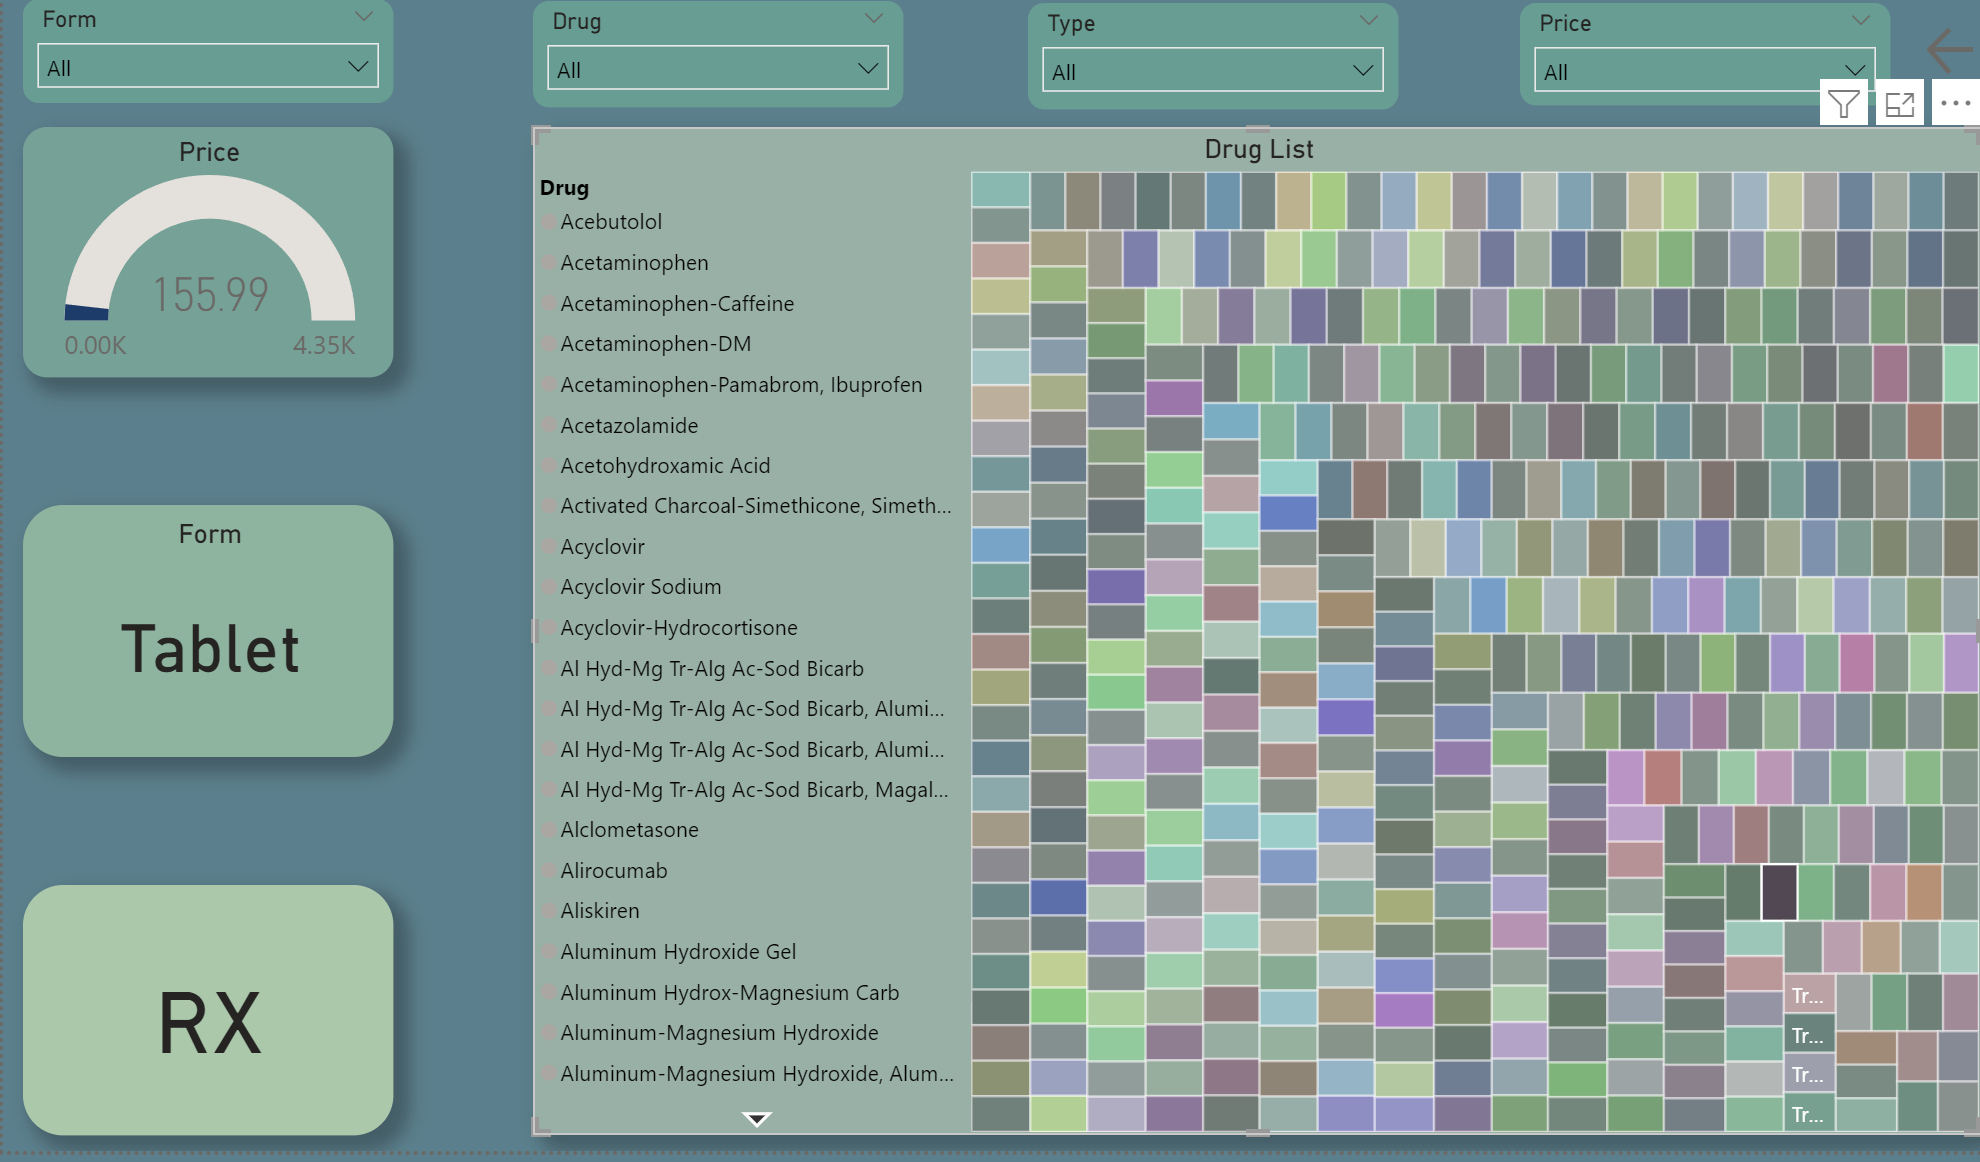 Form
All
Drug
All
Type
All
Price
All
Price
155.99
0.00K
4.35K
Form
Tablet
RX
Drug List
Drug
Acebutolol
Acetaminophen
Acetaminophen-Caffeine
Acetaminophen-DM
Acetaminophen-Pamabrom, Ibuprofen
Acetazolamide
Acetohydroxamic Acid
Activated Charcoal-Simethicone, Simeth...
Acyclovir
Acyclovir Sodium
Acyclovir-Hydrocortisone
Al Hyd-Mg Tr-Alg Ac-Sod Bicarb
Al Hyd-Mg Tr-Alg Ac-Sod Bicarb, Alumi...
Al Hyd-Mg Tr-Alg Ac-Sod Bicarb, Alumi...
Al Hyd-Mg Tr-Alg Ac-Sod Bicarb, Magal...
Alclometasone
Alirocumab
Aliskiren
Aluminum Hydroxide Gel
Aluminum Hydrox-Magnesium Carb
Aluminum-Magnesium Hydroxide
Aluminum-Magnesium Hydroxide, Alum...
Tr...
Tr...
Tr...
Tr...